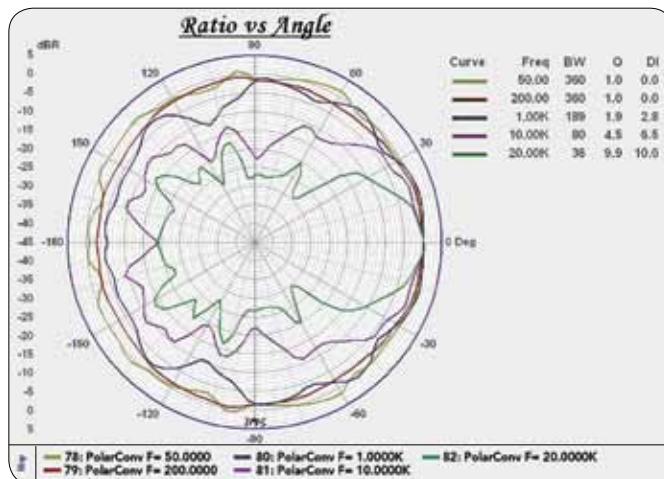 Ratio vs Angle
dBR
5
0
-5
-10
-15
-20
-25
-30
-35
-40
-45
-40
-35
-30
-25
-20
-15
-10
-5
0
5
90
120
60
150
30
-180
0 Deg
-150
-30
-120
-60
-90
Curve Freq BW Q DI
50.00 360 1.0 0.0
200.00 360 1.0 0.0
1.00K 189 1.9 2.8
10.00K 80 4.5 6.5
20.00K 36 9.9 10.0
78: PolarConv F= 50.0000
80: PolarConv F= 1.0000K
82: PolarConv F= 20.0000K
79: PolarConv F= 200.0000
81: PolarConv F= 10.0000K